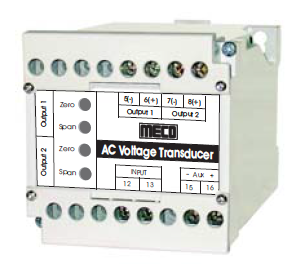 5(-) 6(+) 7(-) 8(+)
Output 1 Output 2
Output 1
Zero
Span
MECO
Output 2
Zero
Span
AC Voltage Transducer
INPUT
12 13
- Aux +
15 16